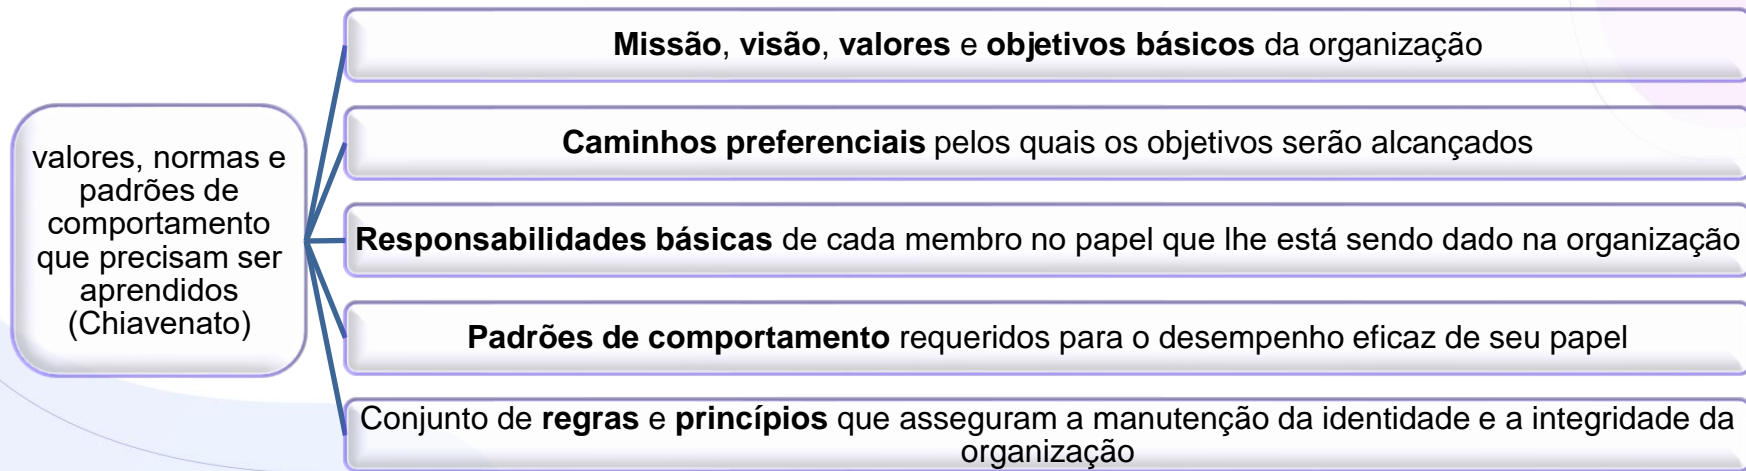 valores, normas e
padrões de
comportamento
que precisam ser
aprendidos
(Chiavenato)
Missão, visão, valores e objetivos básicos da organização
Caminhos preferenciais pelos quais os objetivos serão alcançados
Responsabilidades básicas de cada membro no papel que lhe está sendo dado na organização
Padrões de comportamento requeridos para o desempenho eficaz de seu papel
Conjunto de regras e princípios que asseguram a manutenção da identidade e a integridade da
organização